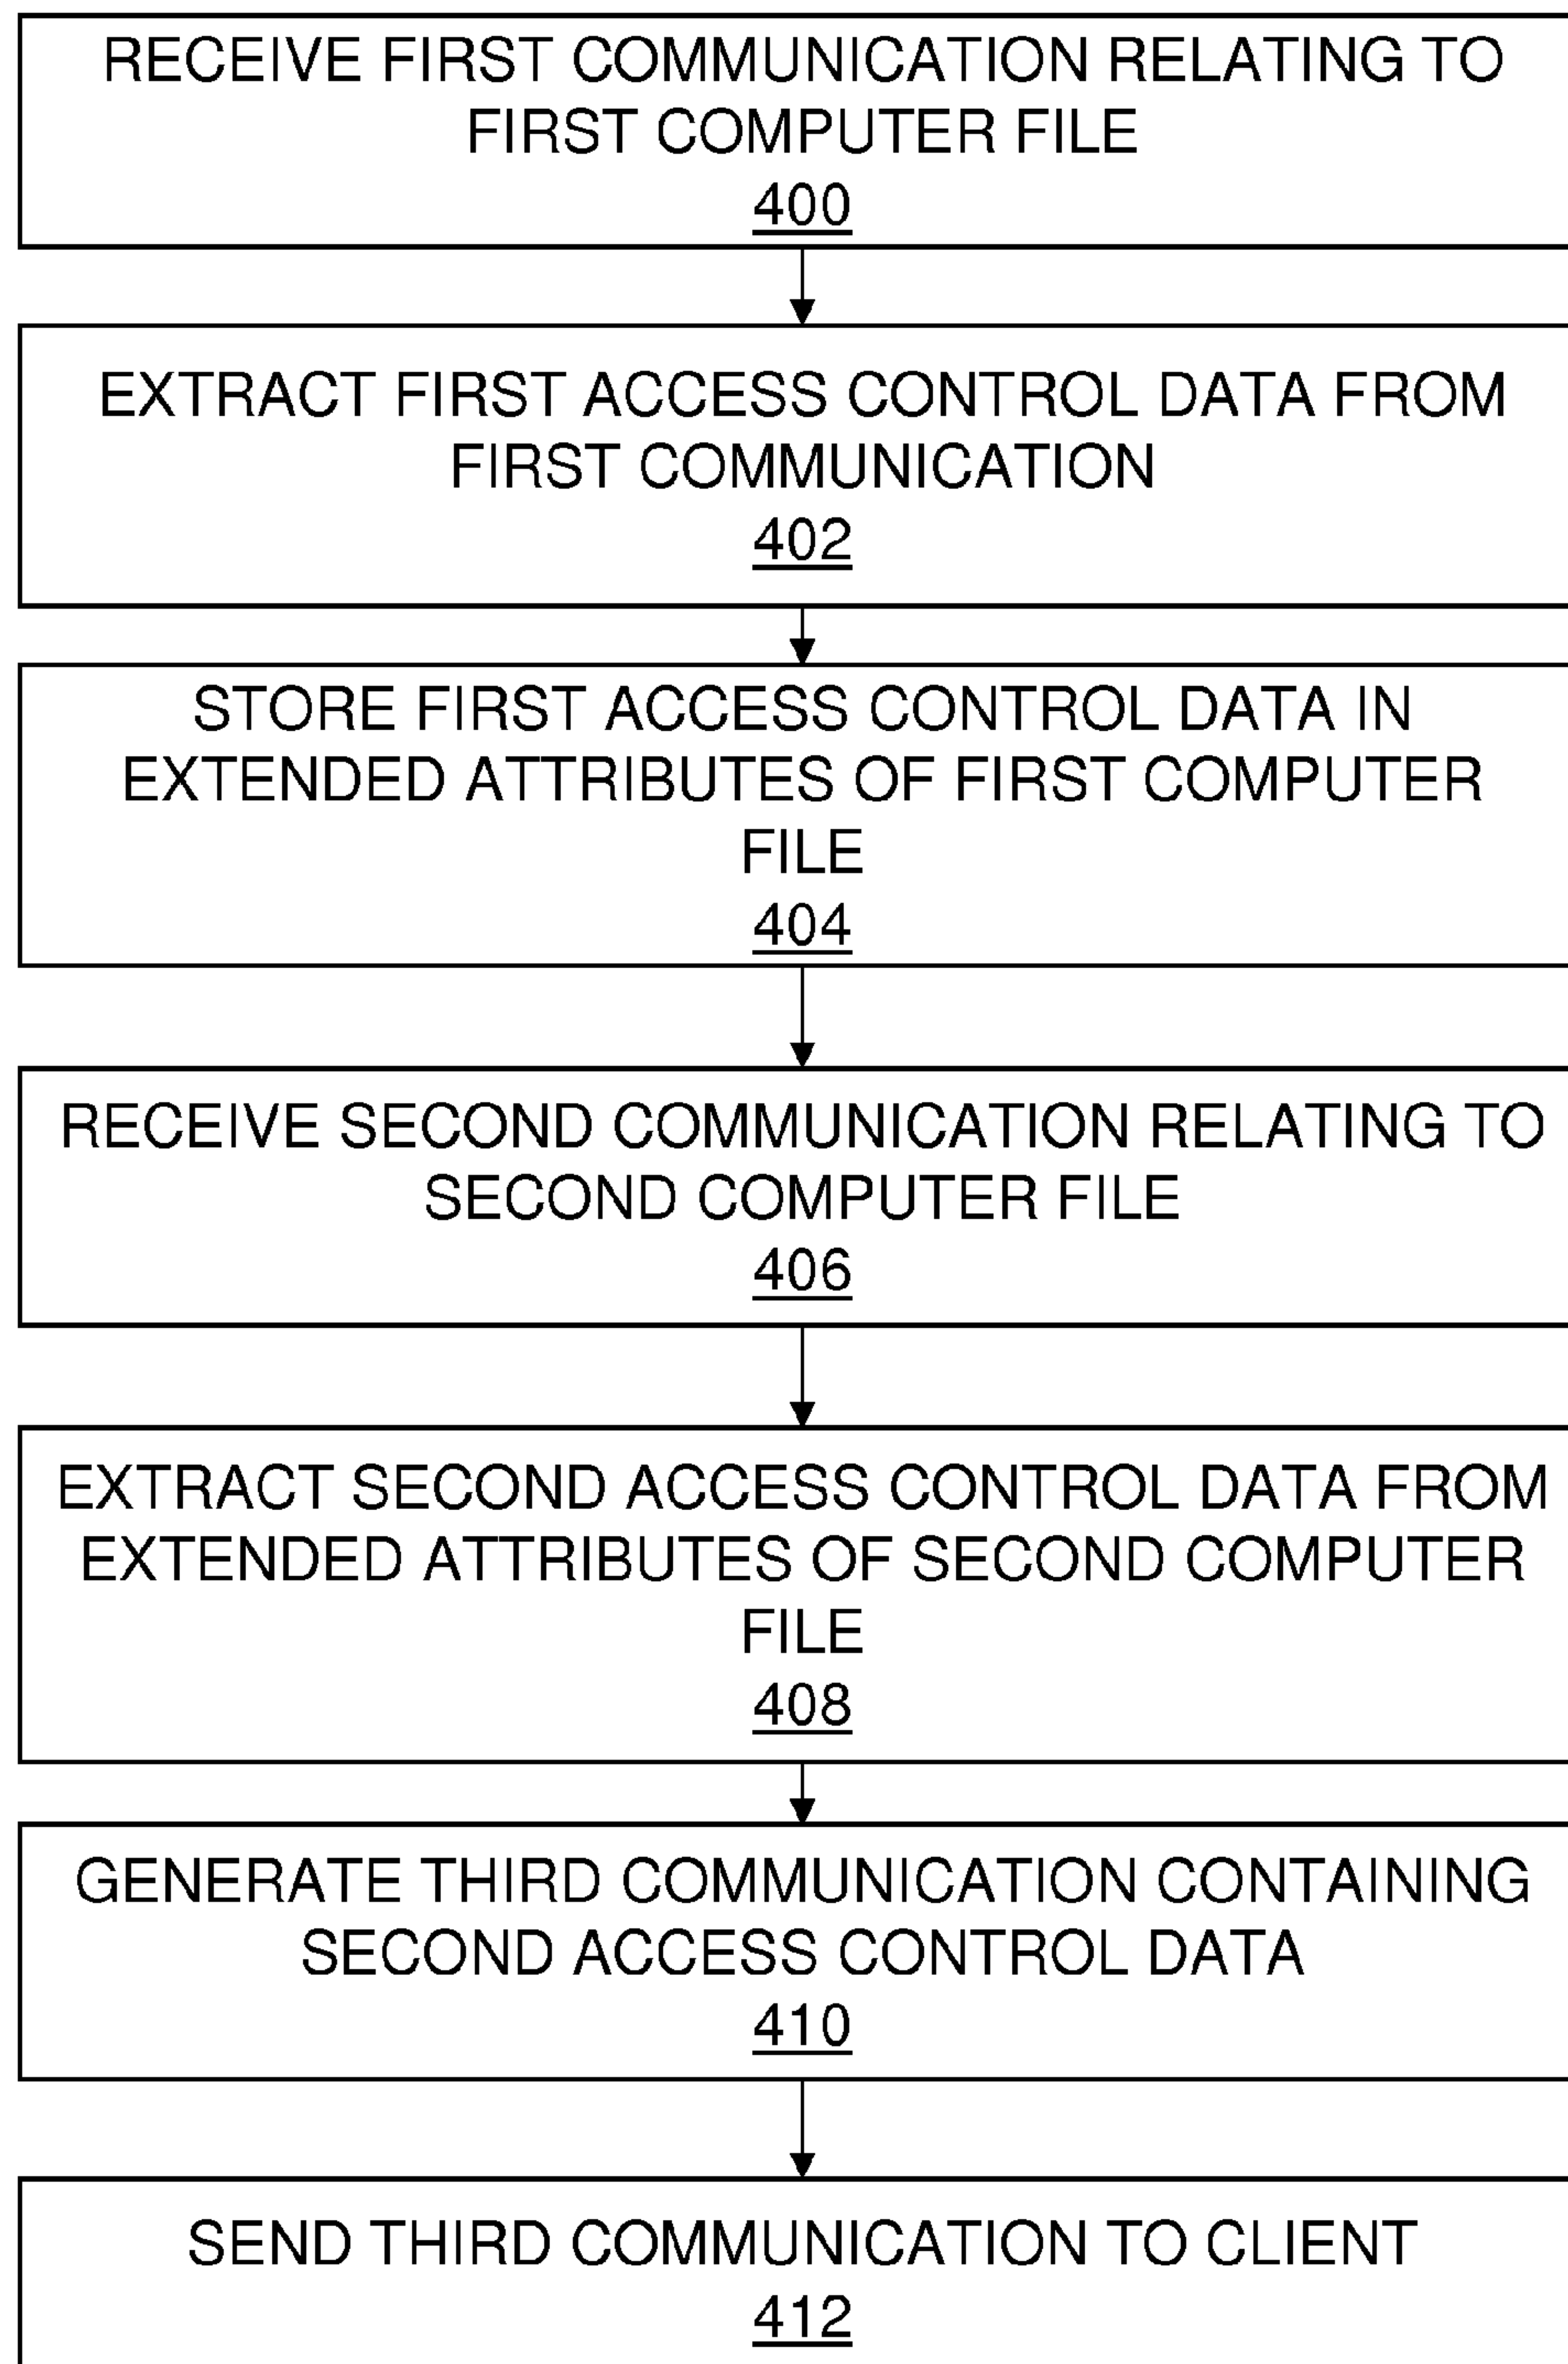 RECEIVE FIRST COMMUNICATION RELATING TO
FIRST COMPUTER FILE
400
EXTRACT FIRST ACCESS CONTROL DATA FROM
FIRST COMMUNICATION
402
STORE FIRST ACCESS CONTROL DATA IN
EXTENDED ATTRIBUTES OF FIRST COMPUTER
FILE
404
RECEIVE SECOND COMMUNICATION RELATING TO
SECOND COMPUTER FILE
406
EXTRACT SECOND ACCESS CONTROL DATA FROM
EXTENDED ATTRIBUTES OF SECOND COMPUTER
FILE
408
GENERATE THIRD COMMUNICATION CONTAINING
SECOND ACCESS CONTROL DATA
410
SEND THIRD COMMUNICATION TO CLIENT
412